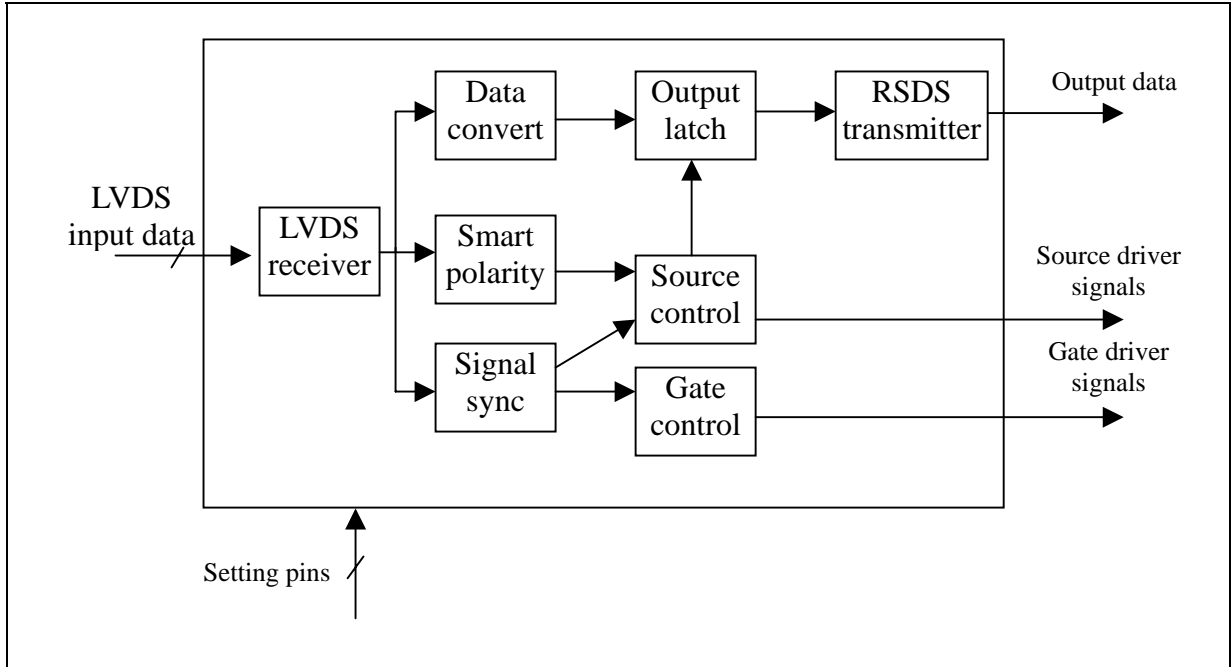 Data
convert
Output
latch
RSDS
transmitter
Output data
LVDS
input data
LVDS
receiver
Smart
polarity
Source
control
Source driver
signals
Signal
sync
Gate
control
Gate driver
signals
Setting pins